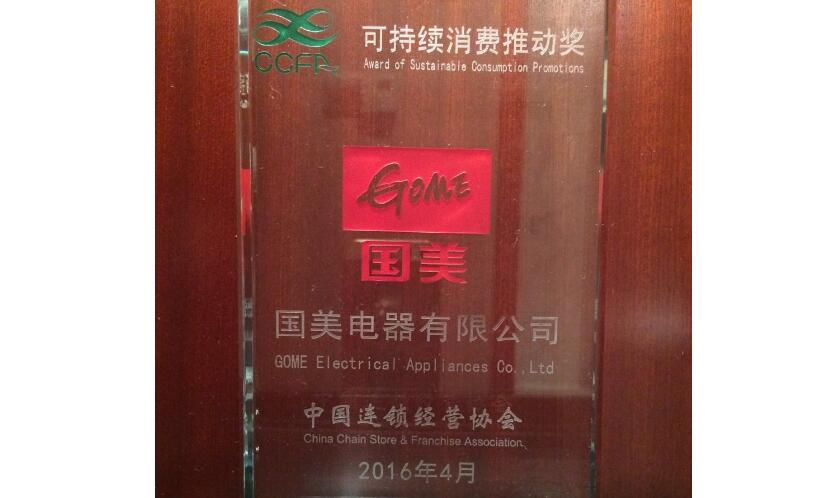 CCFA
可持续消费推动奖
Award of Sustainable Consumption Promotions
GOME
国美
国美电器有限公司
GOME Electrical Appliances Co.,Ltd
中国连锁经营协会
China Chain Store & Franchise Association
2016年4月